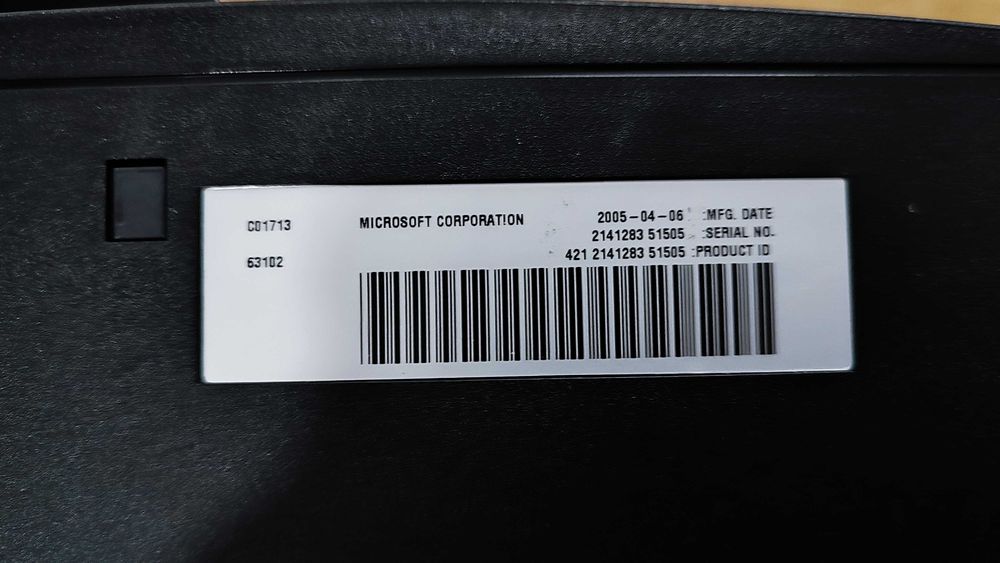 C01713
63102
MICROSOFT CORPORATION
2005-04-06 :MFG. DATE
2141283 51505 :SERIAL NO.
421 2141283 51505 :PRODUCT ID